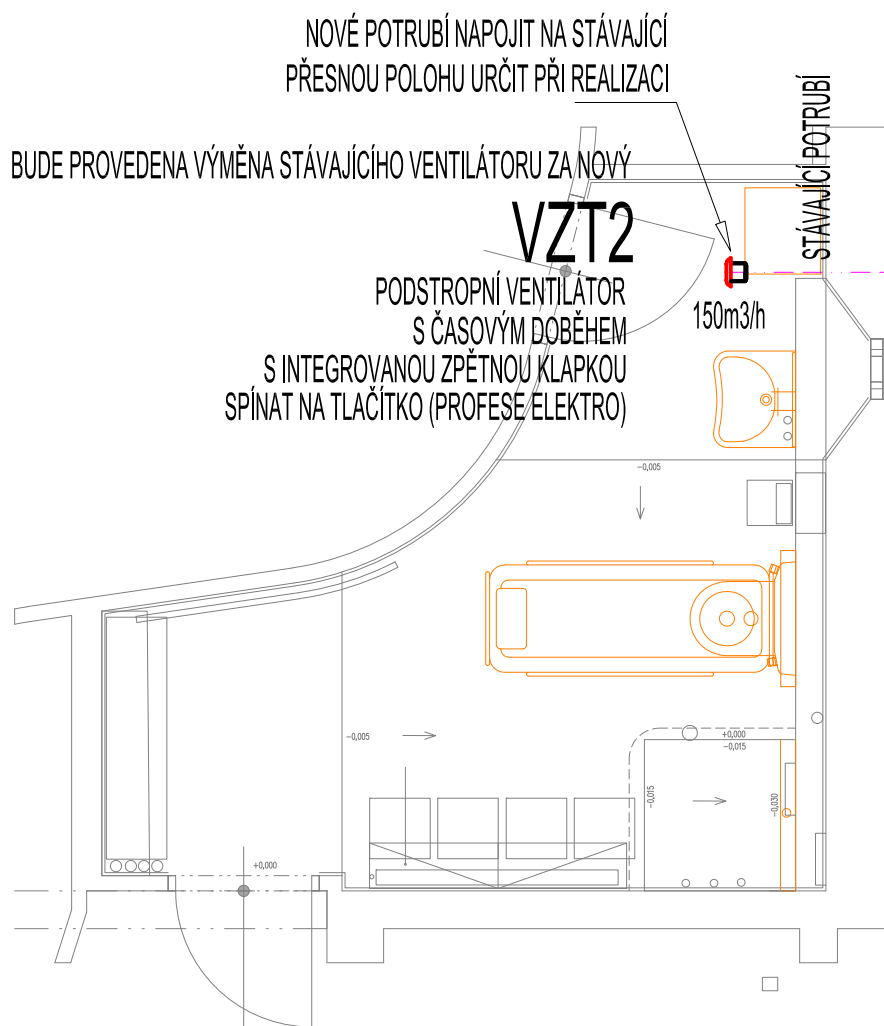 NOVÉ POTRUBÍ NAPOJIT NA STÁVAJÍCÍ
PŘESNOU POLOHU URČIT PŘI REALIZACI
STÁVAJÍCÍ POTRUBÍ
BUDE PROVEDENA VÝMĚNA STÁVAJÍCÍHO VENTILÁTORU ZA NOVÝ
VZT2
PODSTROPNÍ VENTILÁTOR
S ČASOVÝM DOBĚHEM
S INTEGROVANOU ZPĚTNOU KLAPKOU
SPÍNAT NA TLAČÍTKO (PROFESE ELEKTRO)
150m3/h
-0,005
-0,005
+0,000
-0,015
-0,015
-0,030
+0,000